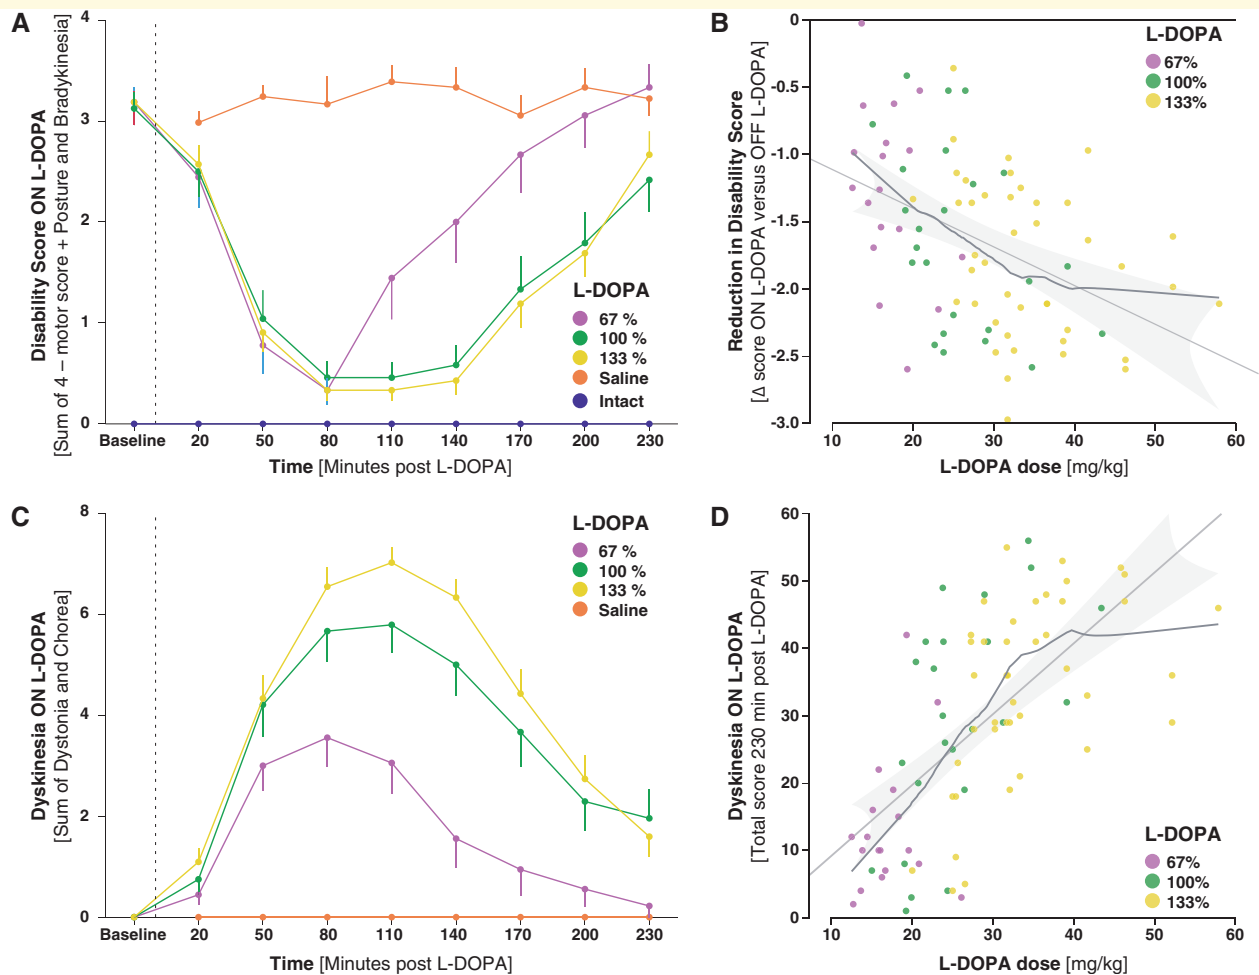 A
Disability Score ON L-DOPA
[Sum of 4 – motor score + Posture and Bradykinesia]
4
3
2
1
0
L-DOPA
67 %
100 %
133 %
Saline
Intact
Baseline 20 50 80 110 140 170 200 230
Time [Minutes post L-DOPA]
B
Reduction in Disability Score
[Δ score ON L-DOPA versus OFF L-DOPA]
0
-0.5
-1.0
-1.5
-2.0
-2.5
-3.0
L-DOPA
67%
100%
133%
10 20 30 40 50 60
L-DOPA dose [mg/kg]
C
Dyskinesia ON L-DOPA
[Sum of Dystonia and Chorea]
8
6
4
2
0
L-DOPA
67 %
100 %
133 %
Saline
Baseline 20 50 80 110 140 170 200 230
Time [Minutes post L-DOPA]
D
Dyskinesia ON L-DOPA
[Total score 230 min post L-DOPA]
60
50
40
30
20
10
0
L-DOPA
67%
100%
133%
10 20 30 40 50 60
L-DOPA dose [mg/kg]